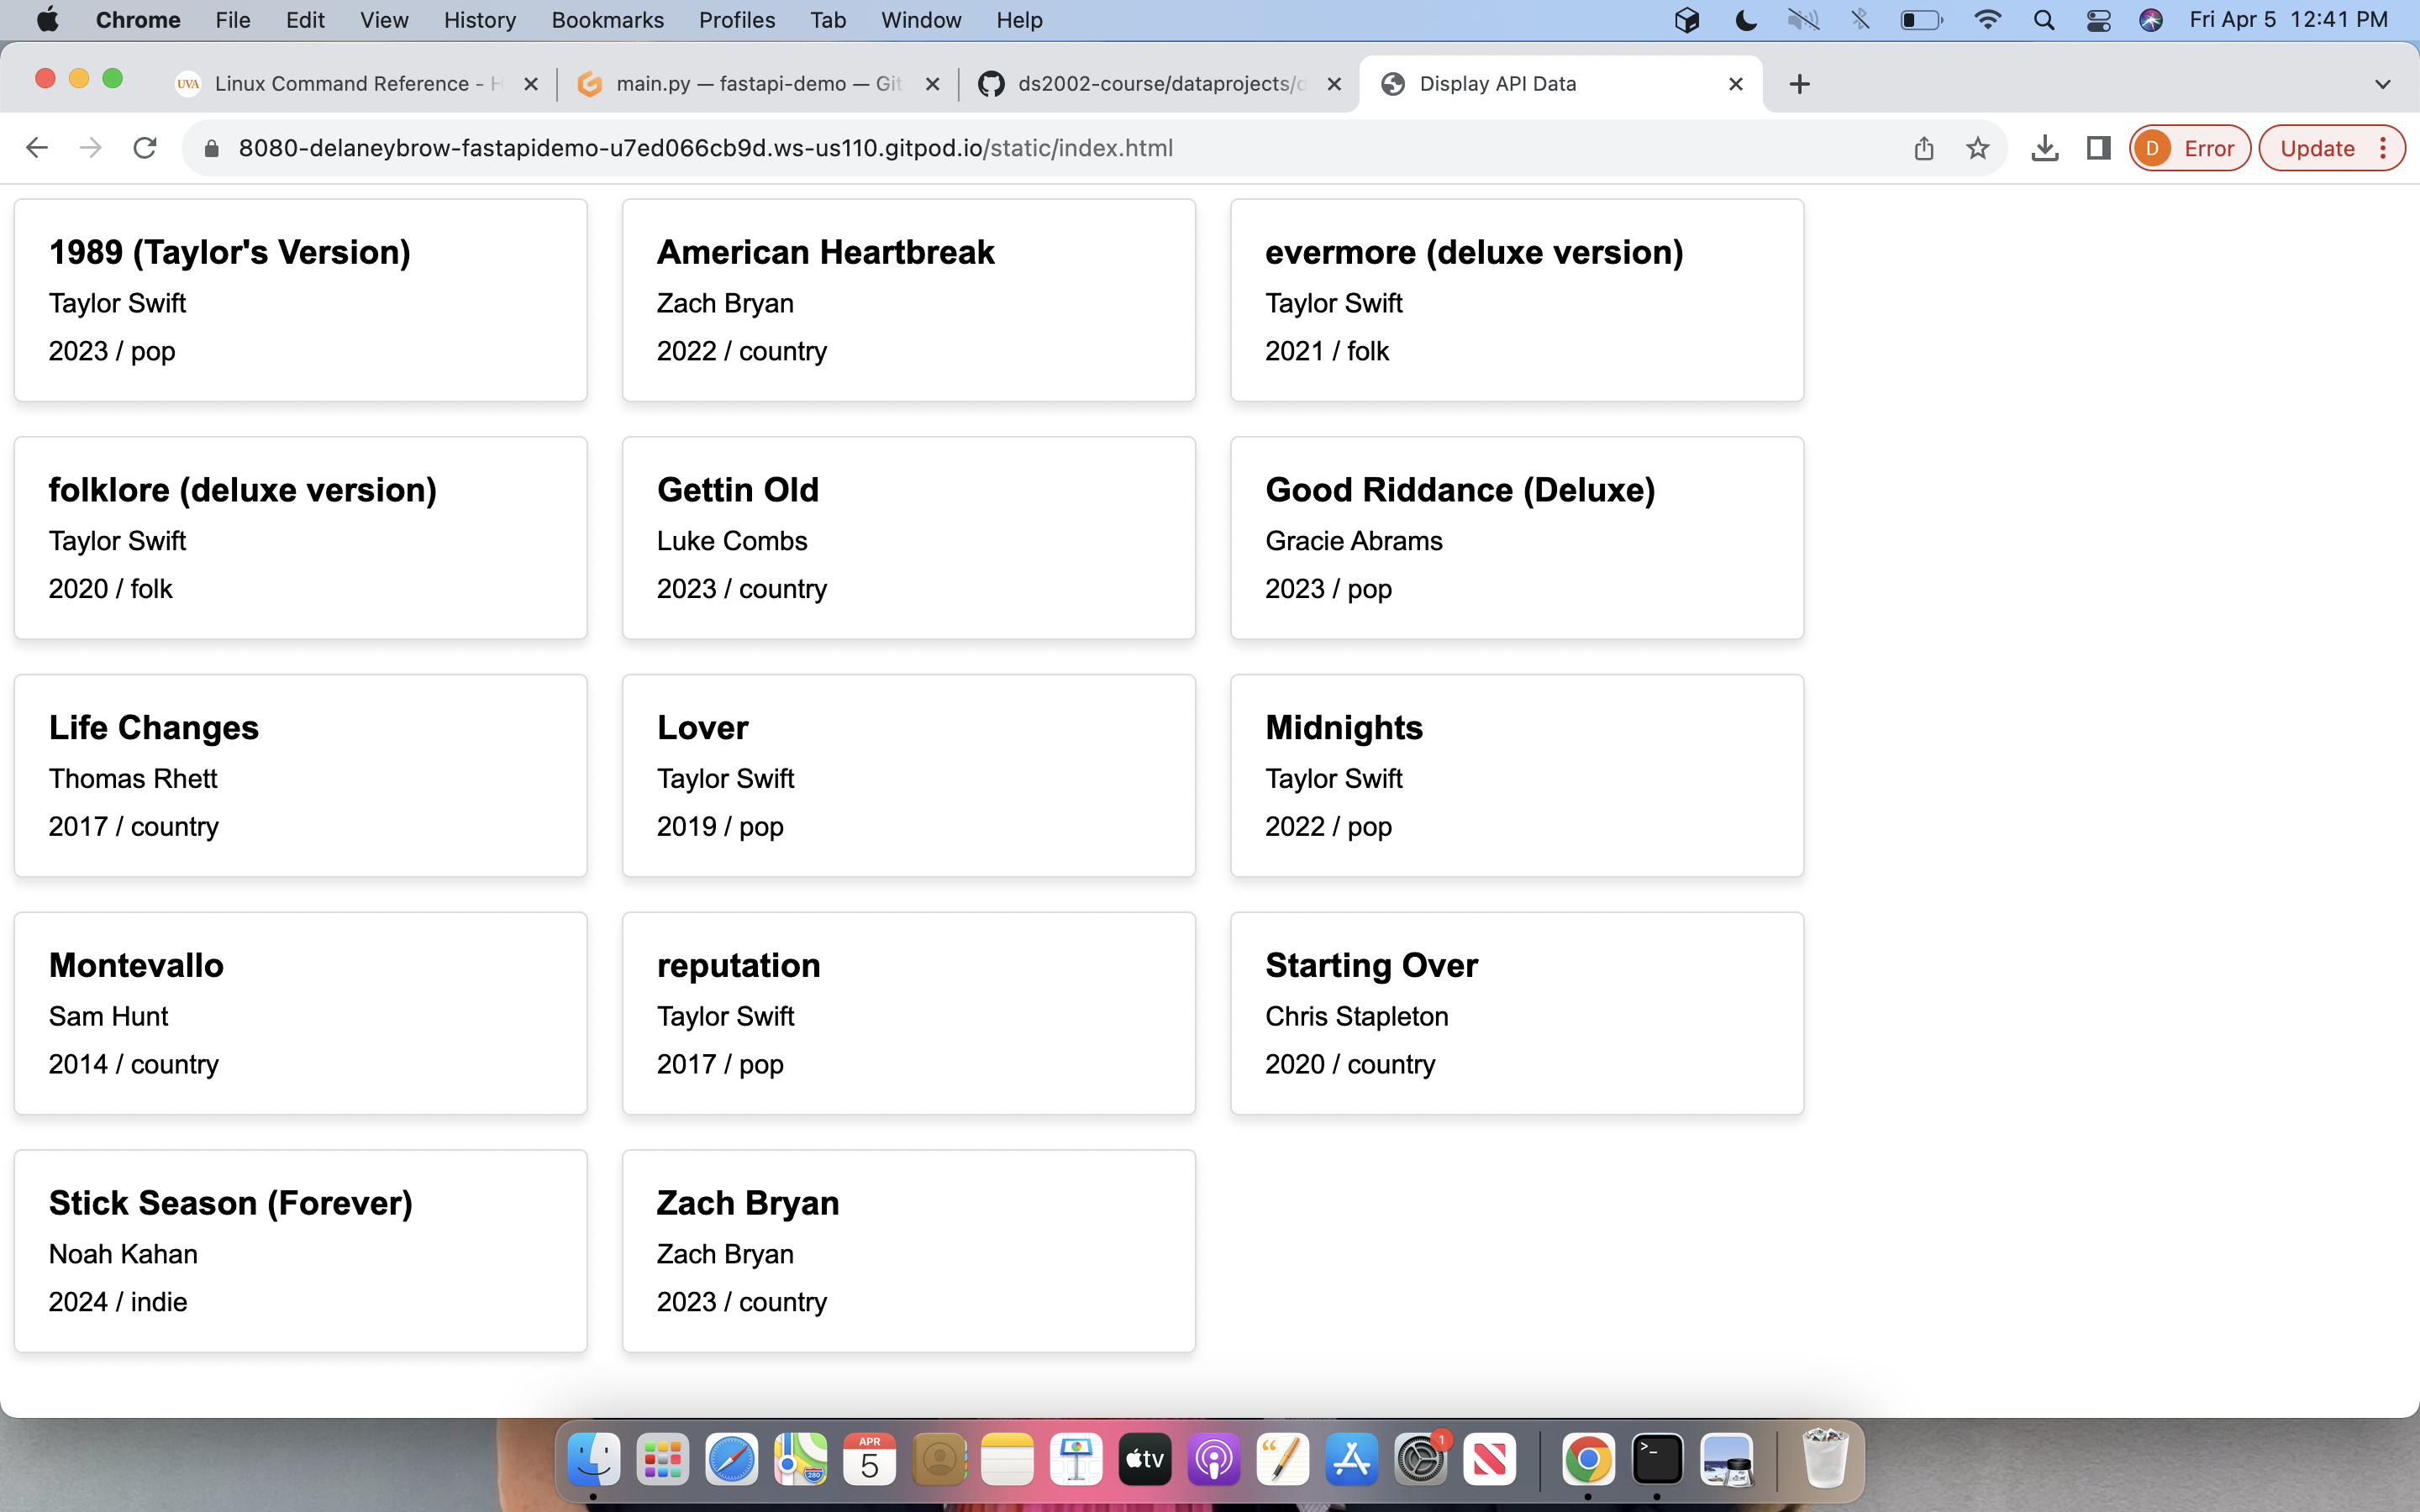 Chrome File Edit View History Bookmarks Profiles Tab Window Help Fri Apr 5 12:41 PM
UVA Linux Command Reference - H main.py — fastapi-demo — Git ds2002-course/dataprojects/d Display API Data
8080-delaneybrow-fastapidemo-u7ed066cb9d.ws-us110.gitpod.io/static/index.html D Error Update
1989 (Taylor's Version)
Taylor Swift
2023 / pop
American Heartbreak
Zach Bryan
2022 / country
evermore (deluxe version)
Taylor Swift
2021 / folk
folklore (deluxe version)
Taylor Swift
2020 / folk
Gettin Old
Luke Combs
2023 / country
Good Riddance (Deluxe)
Gracie Abrams
2023 / pop
Life Changes
Thomas Rhett
2017 / country
Lover
Taylor Swift
2019 / pop
Midnights
Taylor Swift
2022 / pop
Montevallo
Sam Hunt
2014 / country
reputation
Taylor Swift
2017 / pop
Starting Over
Chris Stapleton
2020 / country
Stick Season (Forever)
Noah Kahan
2024 / indie
Zach Bryan
Zach Bryan
2023 / country
280
APR
5
tv
1
>_